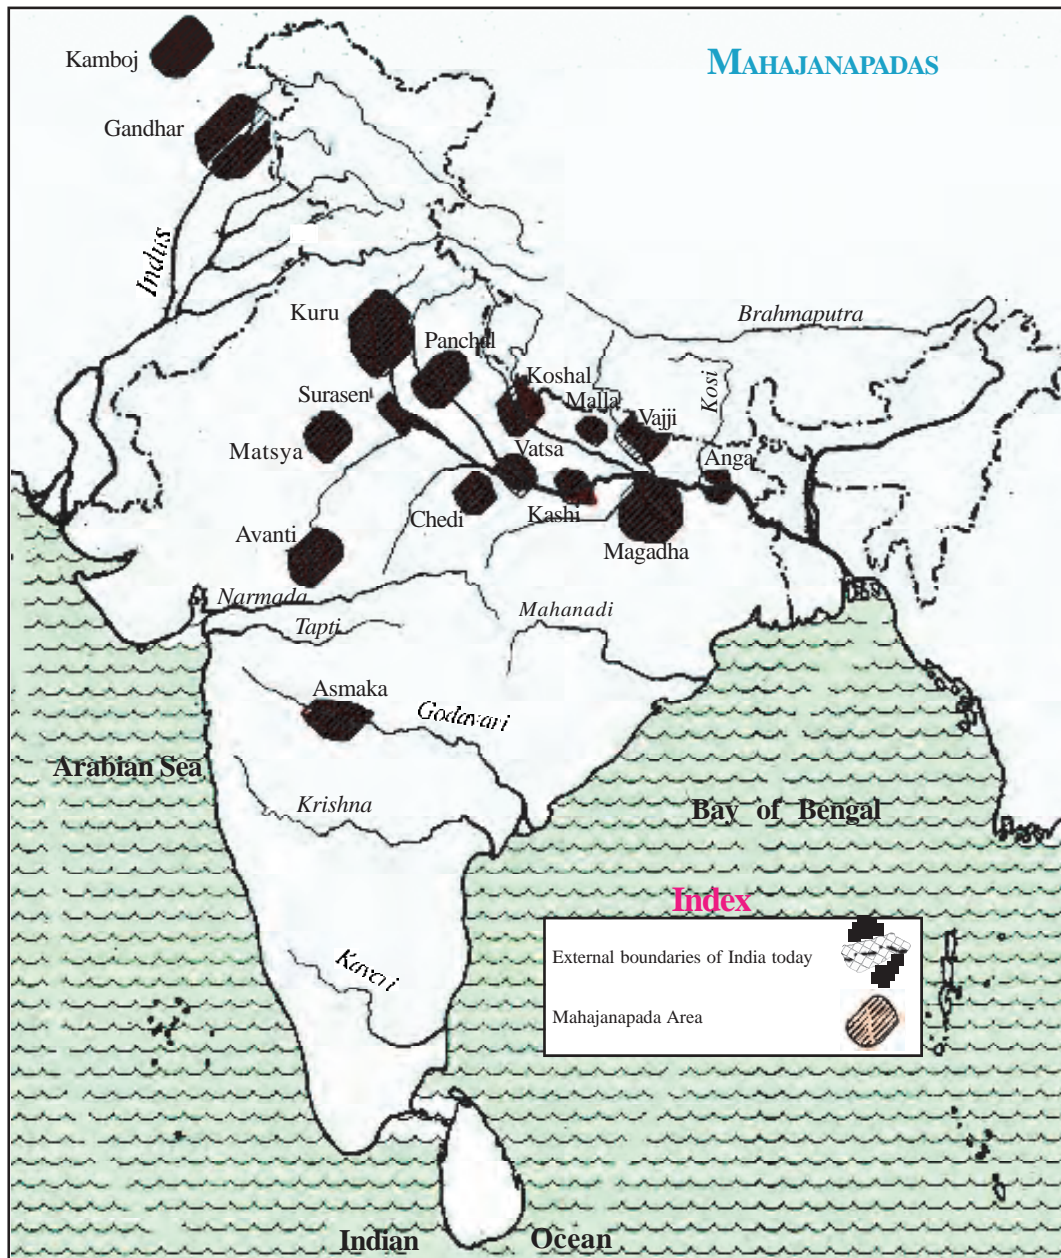 Kamboj
MAHAJANAPADAS
Gandhar
Indus
Kuru
Brahmaputra
Panchal
Koshal
Kosi
Surasen
Malla
Vajji
Matsya
Vatsa
Anga
Chedi
Kashi
Avanti
Magadha
Narmada
Mahanadi
Tapti
Asmaka
Godavari
Arabian Sea
Krishna
Bay of Bengal
Index
External boundaries of India today
Kaveri
Mahajanapada Area
Indian Ocean